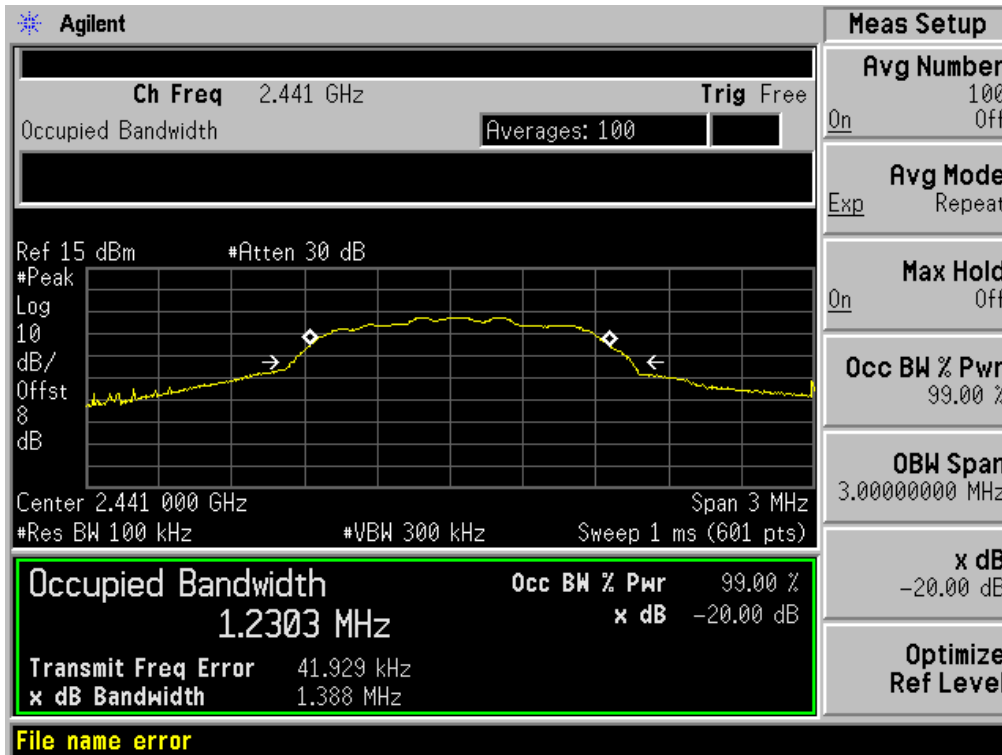 Agilent
Ch Freq 2.441 GHz Trig Free
Occupied Bandwidth Averages: 100
Ref 15 dBm #Atten 30 dB
#Peak
Log
10
dB/
Offst
8
dB
Center 2.441 000 GHz Span 3 MHz
#Res BW 100 kHz #VBW 300 kHz Sweep 1 ms (601 pts)
Occupied Bandwidth Occ BW % Pwr 99.00 %
1.2303 MHz x dB -20.00 dB
Transmit Freq Error 41.929 kHz
x dB Bandwidth 1.388 MHz
File name error
Meas Setup
Avg Number
100
On Off
Avg Mode
Exp Repeat
Max Hold
On Off
Occ BW % Pwr
99.00 %
OBW Span
3.00000000 MHz
x dB
-20.00 dB
Optimize
Ref Level